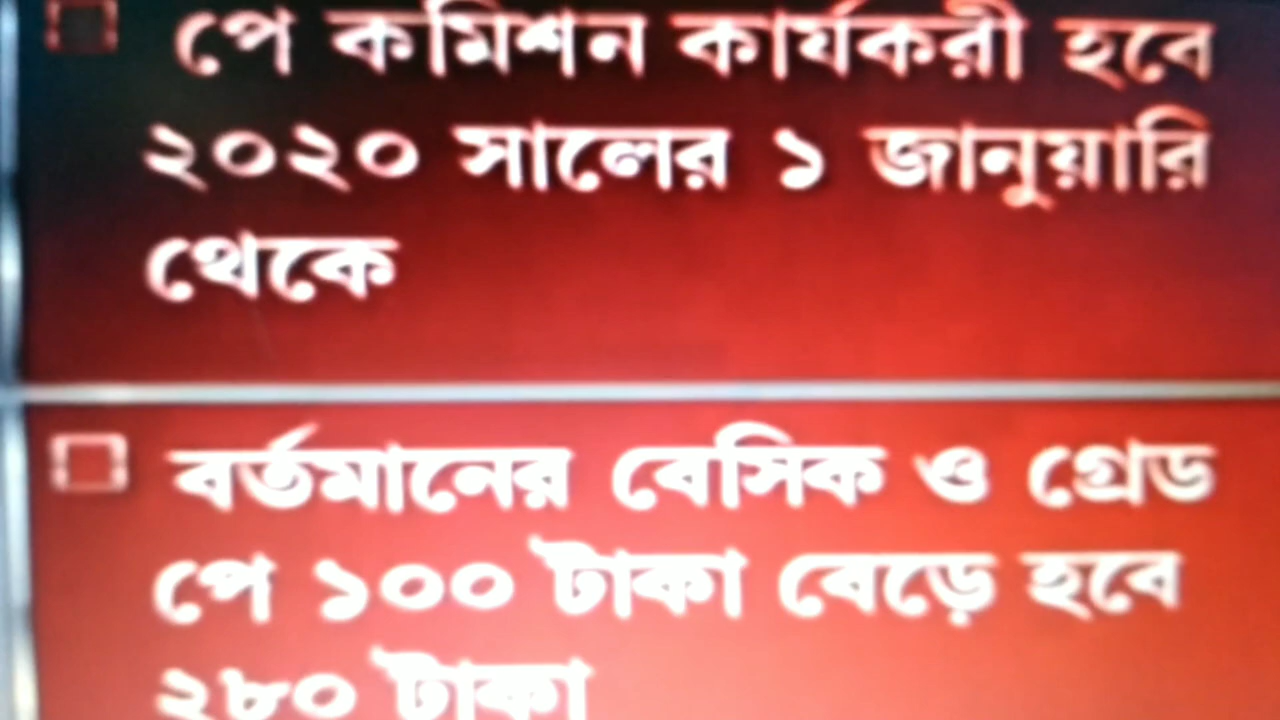 পে কমিশন কার্যকরী হবে
২০২০ সালের ১ জানুয়ারি
থেকে
বর্তমানের বেসিক ও গ্রেড
পে ১০০ টাকা বেড়ে হবে
২৮০ টাকা